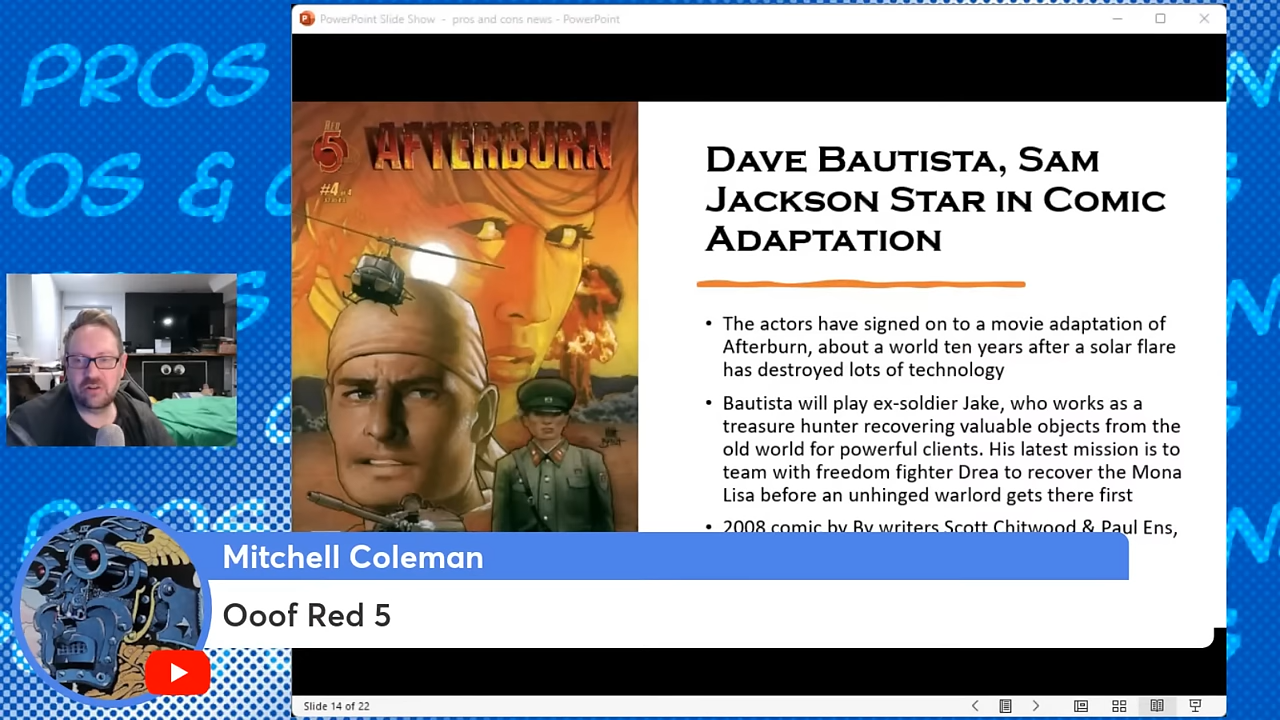 PowerPoint Slide Show - pros and cons news - PowerPoint
PROS
POS &
RED 5
AFTERBURN
#4 of 4
DAVE BAUTISTA, SAM
JACKSON STAR IN COMIC
ADAPTATION
• The actors have signed on to a movie adaptation of
Afterburn, about a world ten years after a solar flare
has destroyed lots of technology
• Bautista will play ex-soldier Jake, who works as a
treasure hunter recovering valuable objects from the
old world for powerful clients. His latest mission is to
team with freedom fighter Drea to recover the Mona
Lisa before an unhinged warlord gets there first
• 2008 comic by By writers Scott Chitwood & Paul Ens,
Mitchell Coleman
Ooof Red 5
Slide 14 of 22